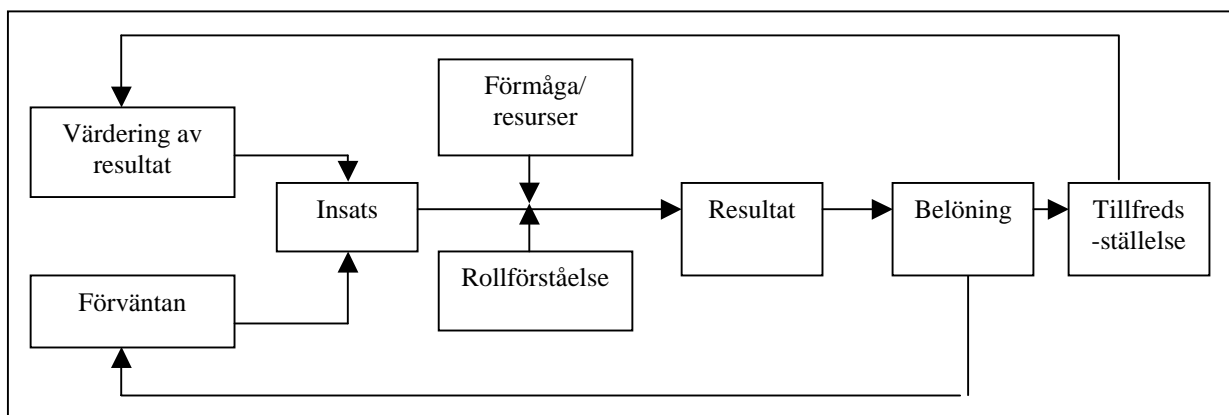 Värdering av
resultat
Förmåga/
resurser
Insats
Resultat
Belöning
Tillfreds
-ställelse
Rollförståelse
Förväntan